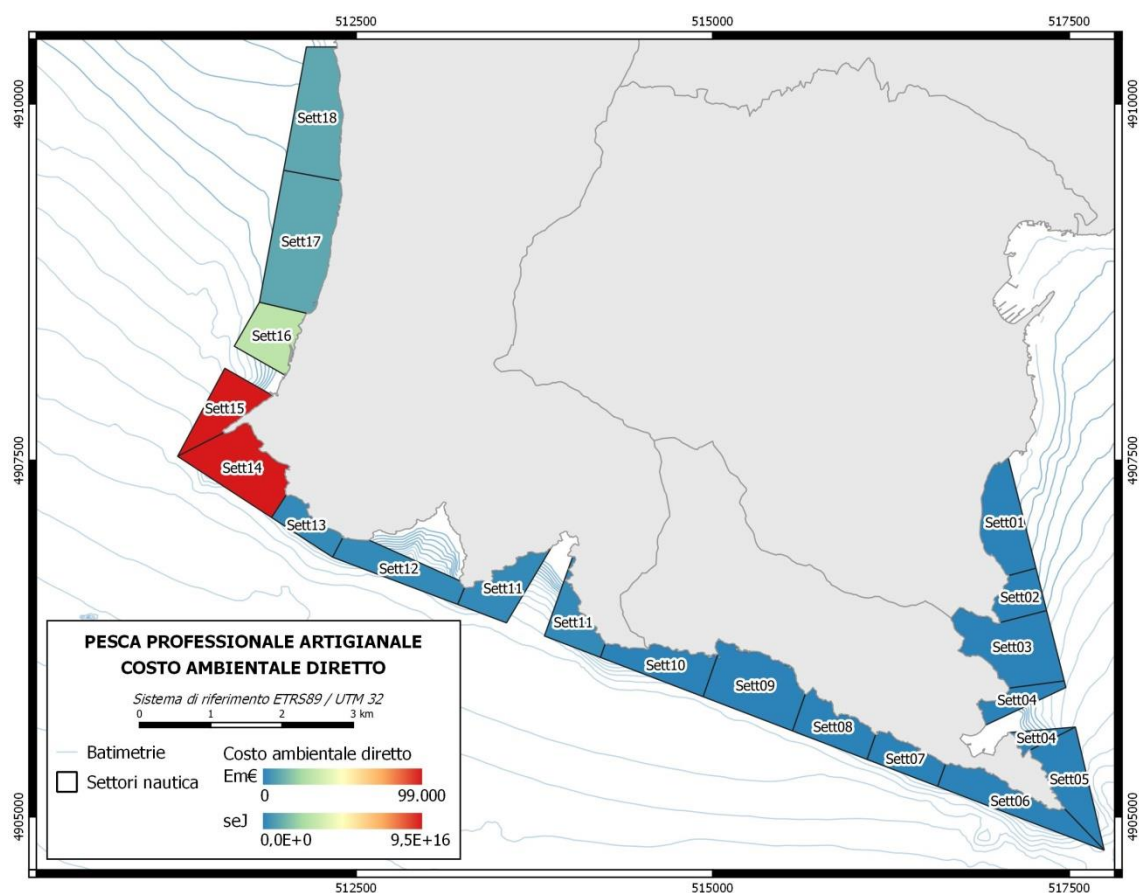 512500
515000
517500
4910000
4910000
Sett18
Sett17
Sett16
Sett15
4907500
4907500
Sett14
Sett13
Sett01
Sett12
Sett11
Sett02
Sett11
Sett03
Sett10
Sett09
Sett04
Sett08
Sett04
Sett07
Sett05
Sett06
4905000
4905000
PESCA PROFESSIONALE ARTIGIANALE
COSTO AMBIENTALE DIRETTO
Sistema di riferimento ETRS89 / UTM 32
0 1 2 3 km
Batimetrie
Settori nautica
Costo ambientale diretto
Em€
0 99.000
seJ
0,0E+0 9,5E+16
512500
515000
517500